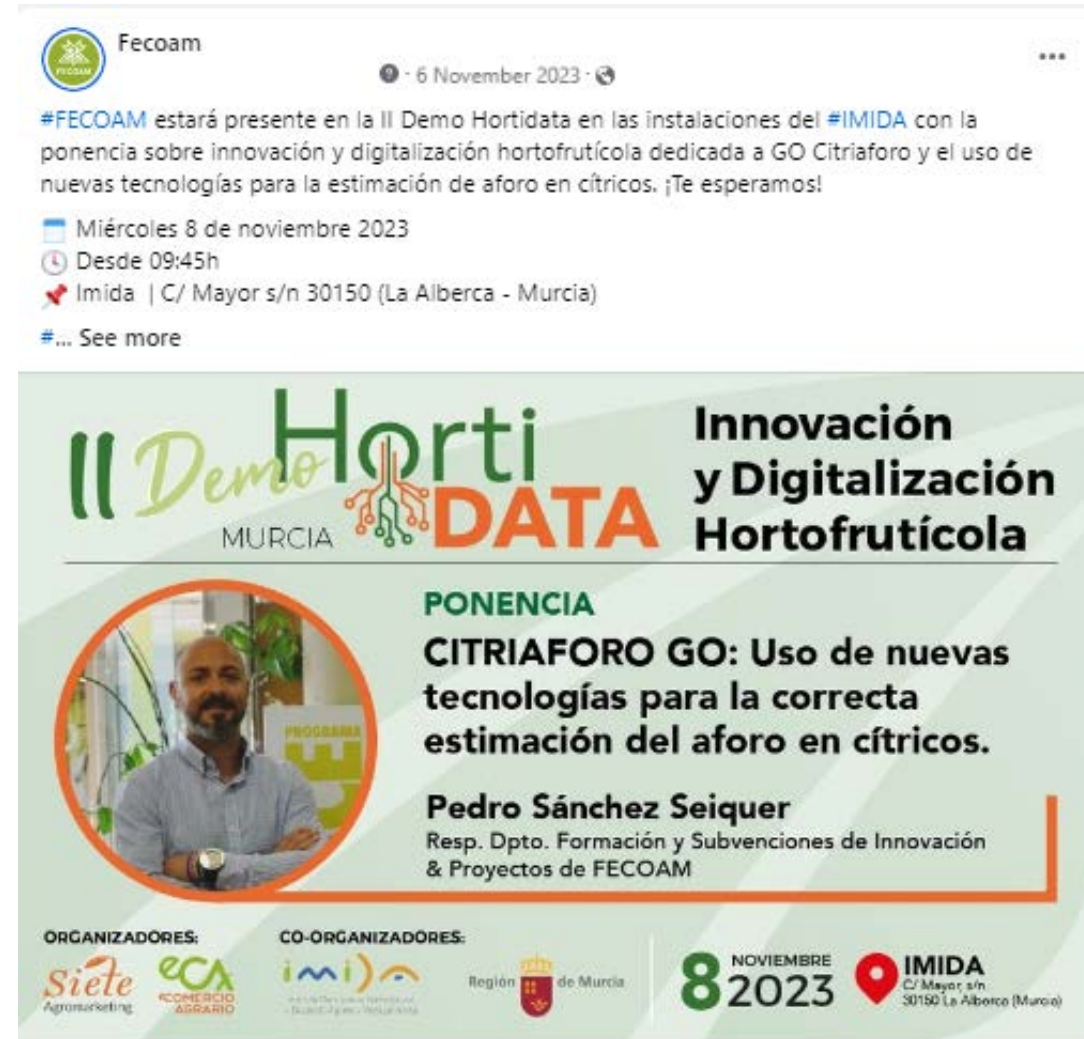 Fecoam
· 6 November 2023 ·
#FECOAM estará presente en la II Demo Hortidata en las instalaciones del #IMIDA con la
ponencia sobre innovación y digitalización hortofrutícola dedicada a GO Citriaforo y el uso de
nuevas tecnologías para la estimación de aforo en cítricos. ¡Te esperamos!
Miércoles 8 de noviembre 2023
Desde 09:45h
Imida | C/ Mayor s/n 30150 (La Alberca - Murcia)
#... See more
II Demo Horti
MURCIA DATA
Innovación
y Digitalización
Hortofrutícola
PONENCIA
CITRIAFORO GO: Uso de nuevas
tecnologías para la correcta
estimación del aforo en cítricos.
PROGRAMA
Pedro Sánchez Seiquer
Resp. Dpto. Formación y Subvenciones de Innovación
& Proyectos de FECOAM
ORGANIZADORES:
Siete
Agromarketing
eCA
eCOMERCIO
AGRARIO
CO-ORGANIZADORES:
imida
Región de Murcia
8 NOVIEMBRE
2023
IMIDA
C/ Mayor, s/n
30150 La Alberca (Murcia)